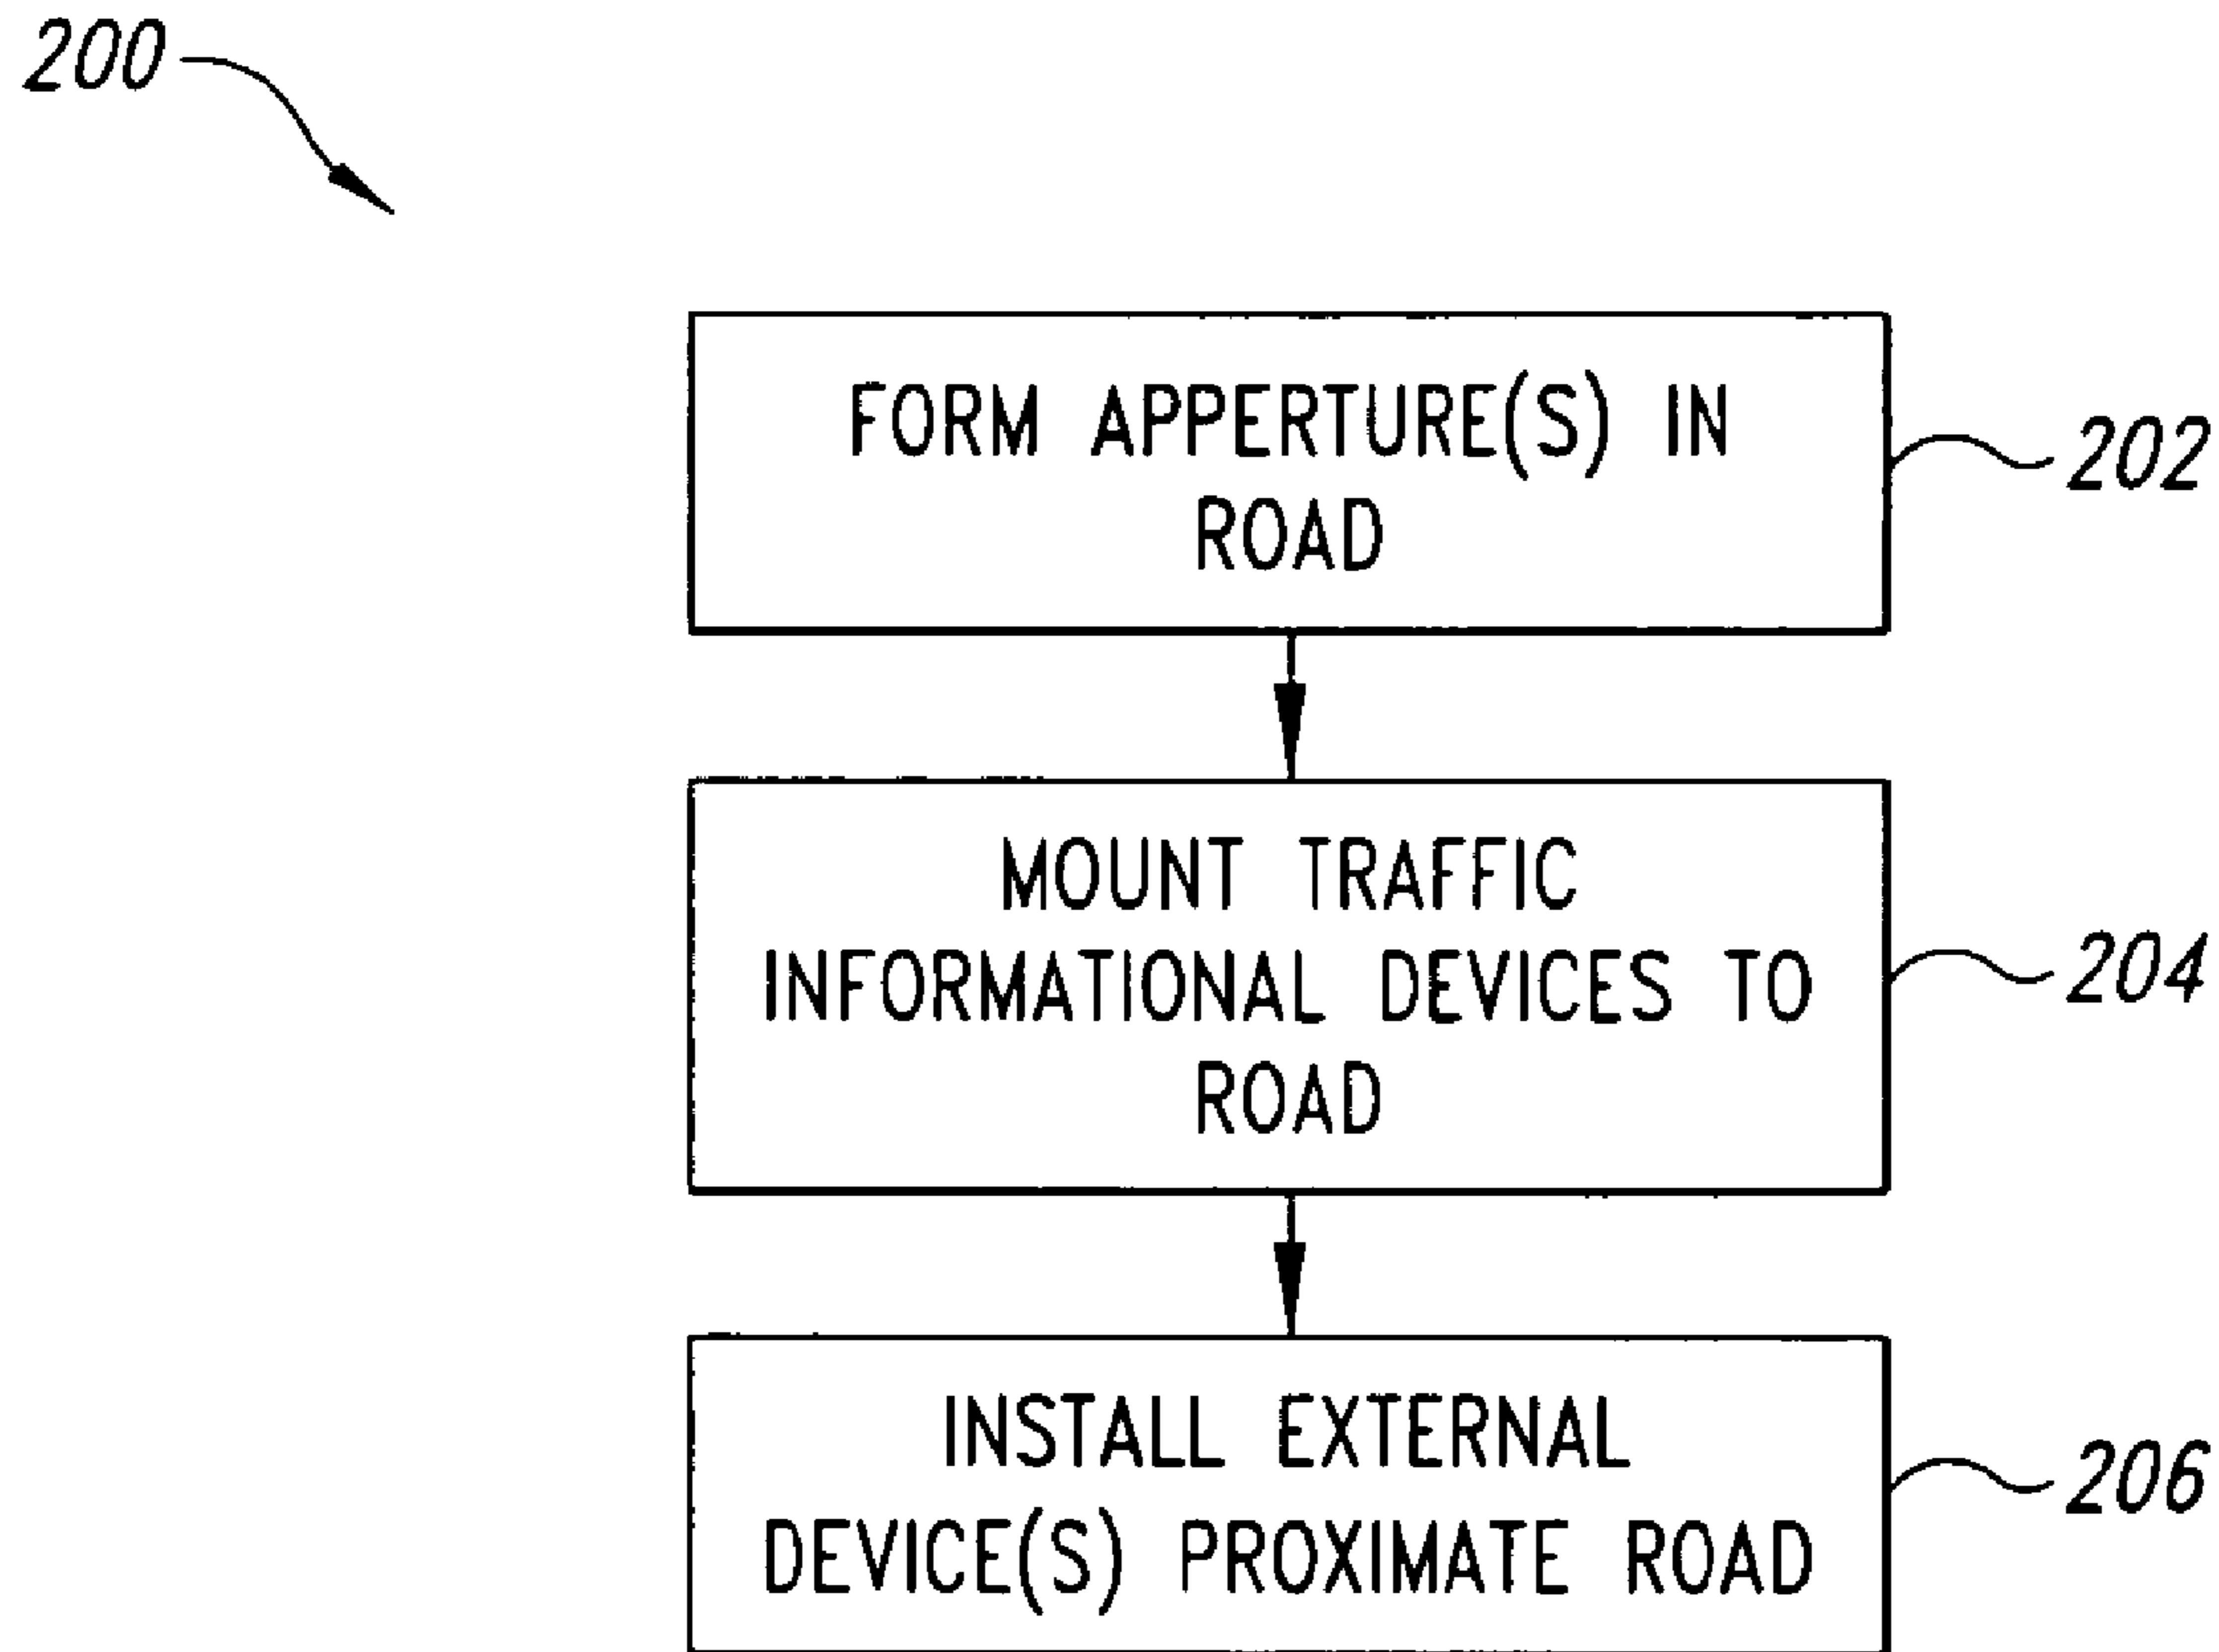 200
FORM APPERTURE(S) IN
ROAD
202
MOUNT TRAFFIC
INFORMATIONAL DEVICES TO
ROAD
204
INSTALL EXTERNAL
DEVICE(S) PROXIMATE ROAD
206